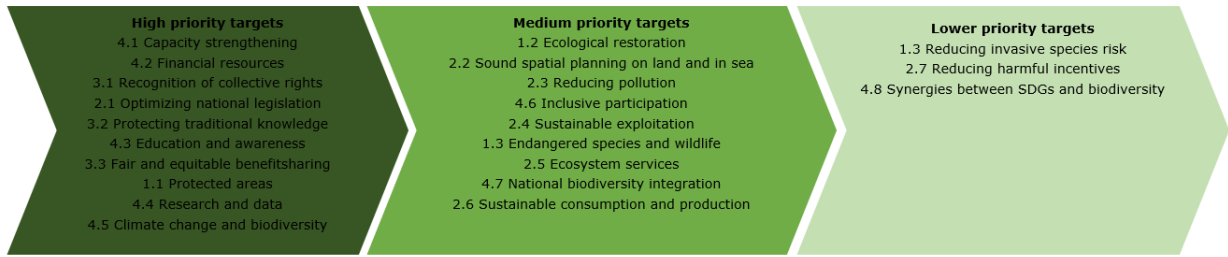 High priority targets
4.1 Capacity strengthening
4.2 Financial resources
3.1 Recognition of collective rights
2.1 Optimizing national legislation
3.2 Protecting traditional knowledge
4.3 Education and awareness
3.3 Fair and equitable benefitsharing
1.1 Protected areas
4.4 Research and data
4.5 Climate change and biodiversity
Medium priority targets
1.2 Ecological restoration
2.2 Sound spatial planning on land and in sea
2.3 Reducing pollution
4.6 Inclusive participation
2.4 Sustainable exploitation
1.3 Endangered species and wildlife
2.5 Ecosystem services
4.7 National biodiversity integration
2.6 Sustainable consumption and production
Lower priority targets
1.3 Reducing invasive species risk
2.7 Reducing harmful incentives
4.8 Synergies between SDGs and biodiversity